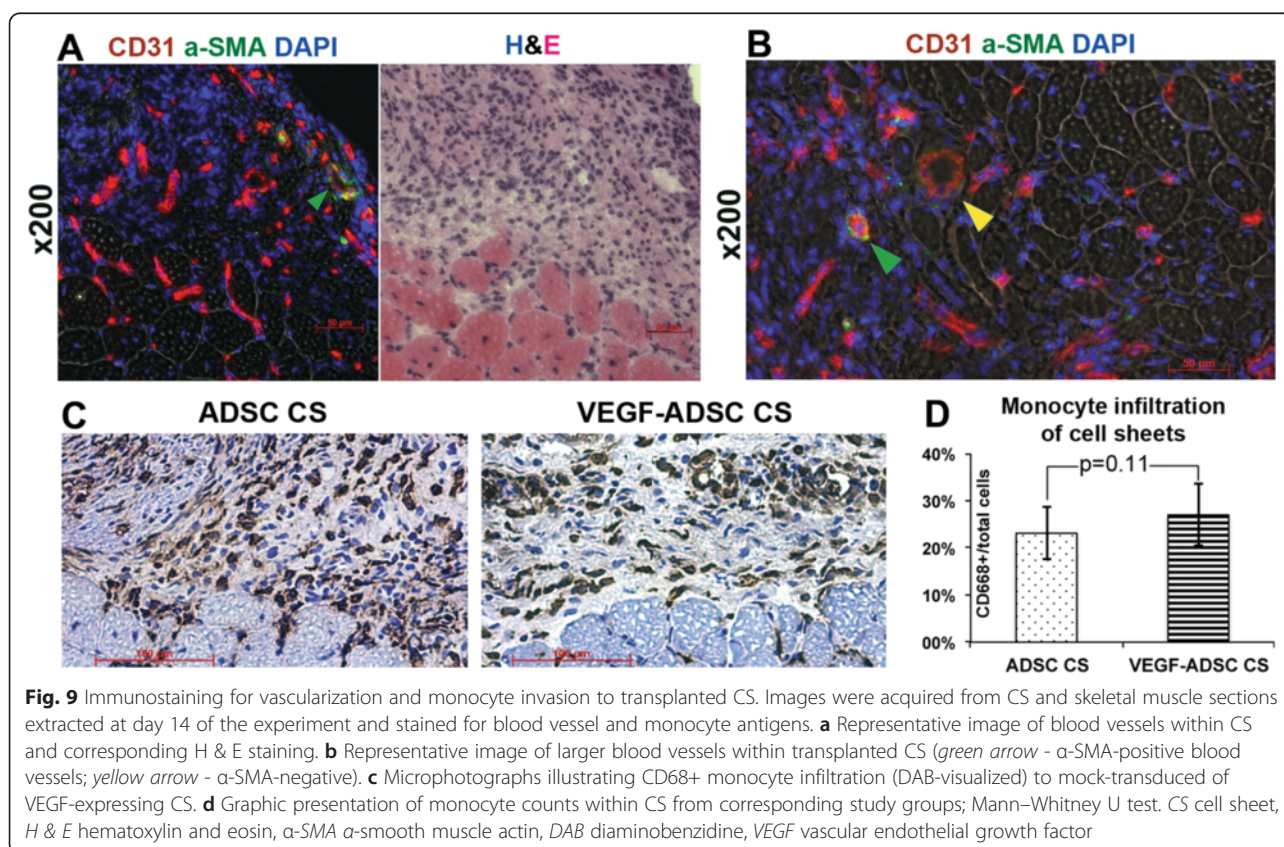 A
CD31 a-SMA DAPI
H&E
x200
50 μm
B
CD31 a-SMA DAPI
x200
50 μm
C
ADSC CS
VEGF-ADSC CS
100 μm
100 μm
D
Monocyte infiltration
of cell sheets
CD668+/total cells
40%
30%
20%
10%
00%
p=0.11
ADSC CS
VEGF-ADSC CS
Fig. 9 Immunostaining for vascularization and monocyte invasion to transplanted CS. Images were acquired from CS and skeletal muscle sections
extracted at day 14 of the experiment and stained for blood vessel and monocyte antigens. a Representative image of blood vessels within CS
and corresponding H & E staining. b Representative image of larger blood vessels within transplanted CS (green arrow - α-SMA-positive blood
vessels; yellow arrow - α-SMA-negative). c Microphotographs illustrating CD68+ monocyte infiltration (DAB-visualized) to mock-transduced of
VEGF-expressing CS. d Graphic presentation of monocyte counts within CS from corresponding study groups; Mann–Whitney U test. CS cell sheet,
H & E hematoxylin and eosin, α-SMA α-smooth muscle actin, DAB diaminobenzidine, VEGF vascular endothelial growth factor